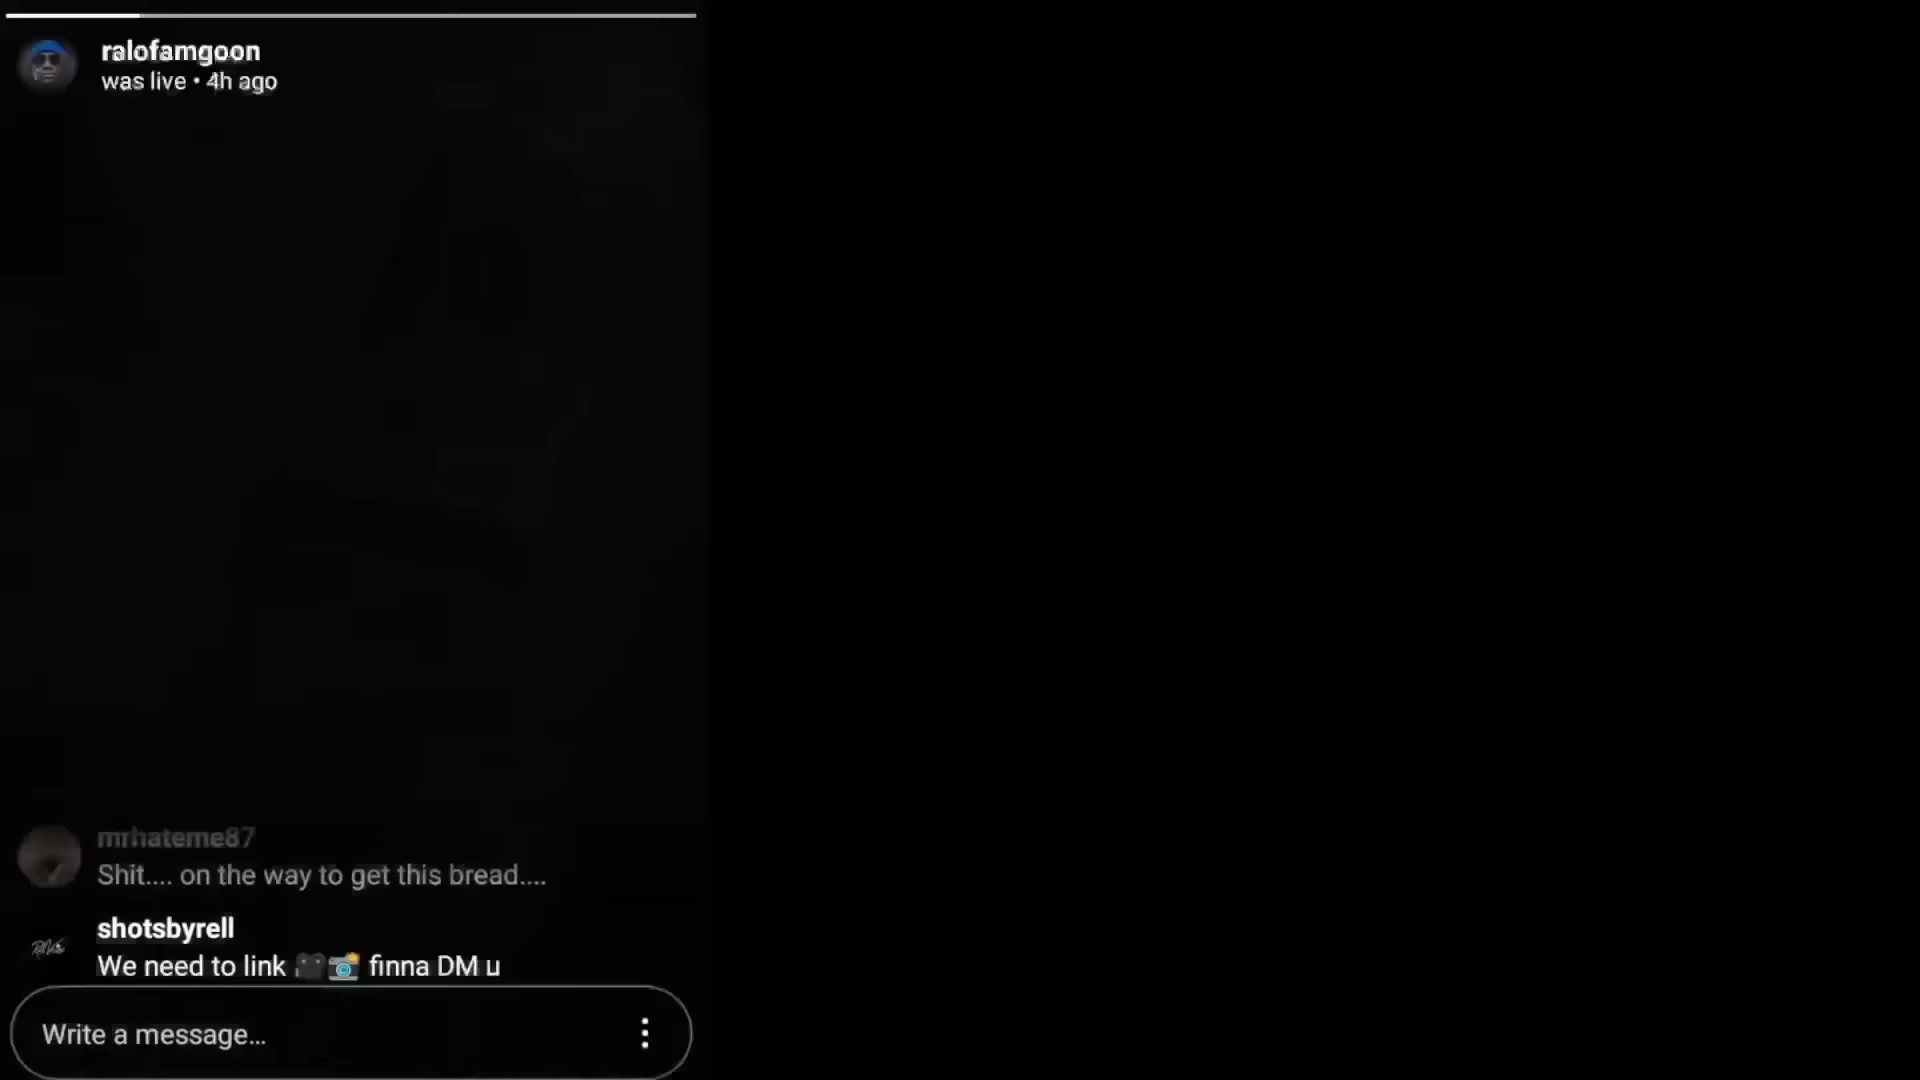 ralofamgoon
was live • 4h ago
mrhateme87
Shit.... on the way to get this bread....
shotsbyrell
We need to link 🎥📸 finna DM u
Write a message...